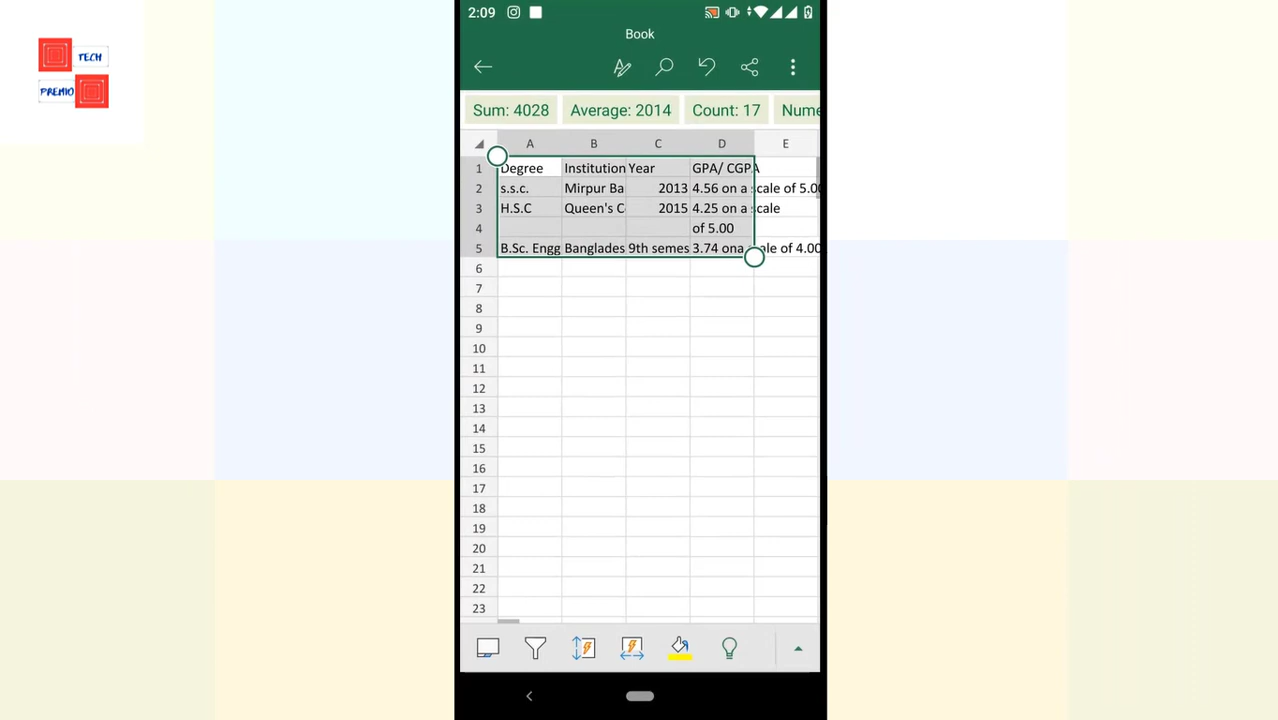 TECH
PREMIO
2:09
Book
Sum: 4028 Average: 2014 Count: 17 Nume
A B C D E
1 Degree Institution Year GPA/ CGPA
2 s.s.c. Mirpur Ba 2013 4.56 on a scale of 5.00
3 H.S.C Queen's C 2015 4.25 on a scale
4 of 5.00
5 B.Sc. Engg Banglades 9th semes 3.74 ona scale of 4.00
6
7
8
9
10
11
12
13
14
15
16
17
18
19
20
21
22
23